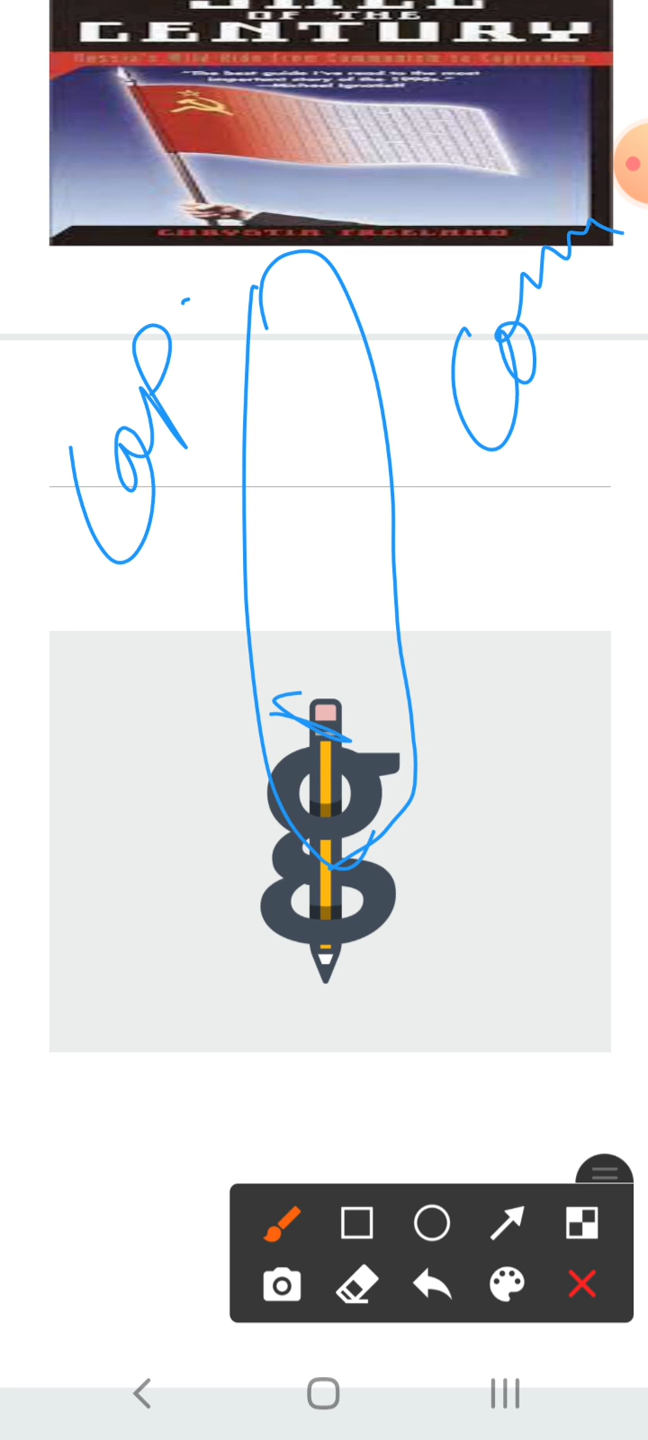 SALE
OF THE
CENTURY
Russia's Wild Ride from Communism to Capitalism
"The best guide I've read to the most
important story of the 1990s."
—Michael Ignatieff
CHRYSTIA FREELAND
Cap.
Com
g